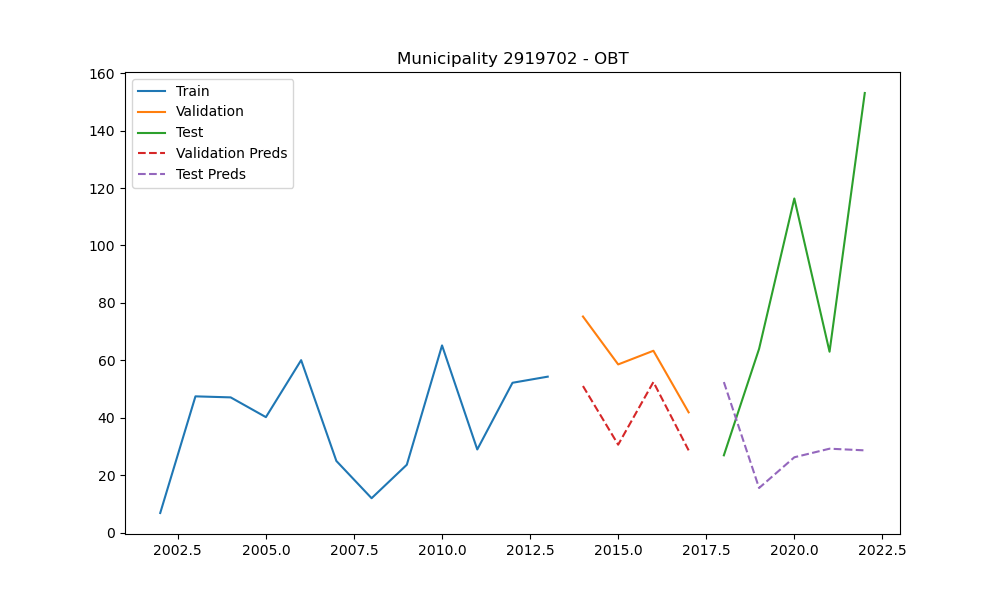 Municipality 2919702 - OBT
Train
Validation
Test
Validation Preds
Test Preds
160
140
120
100
80
60
40
20
0
2002.5 2005.0 2007.5 2010.0 2012.5 2015.0 2017.5 2020.0 2022.5